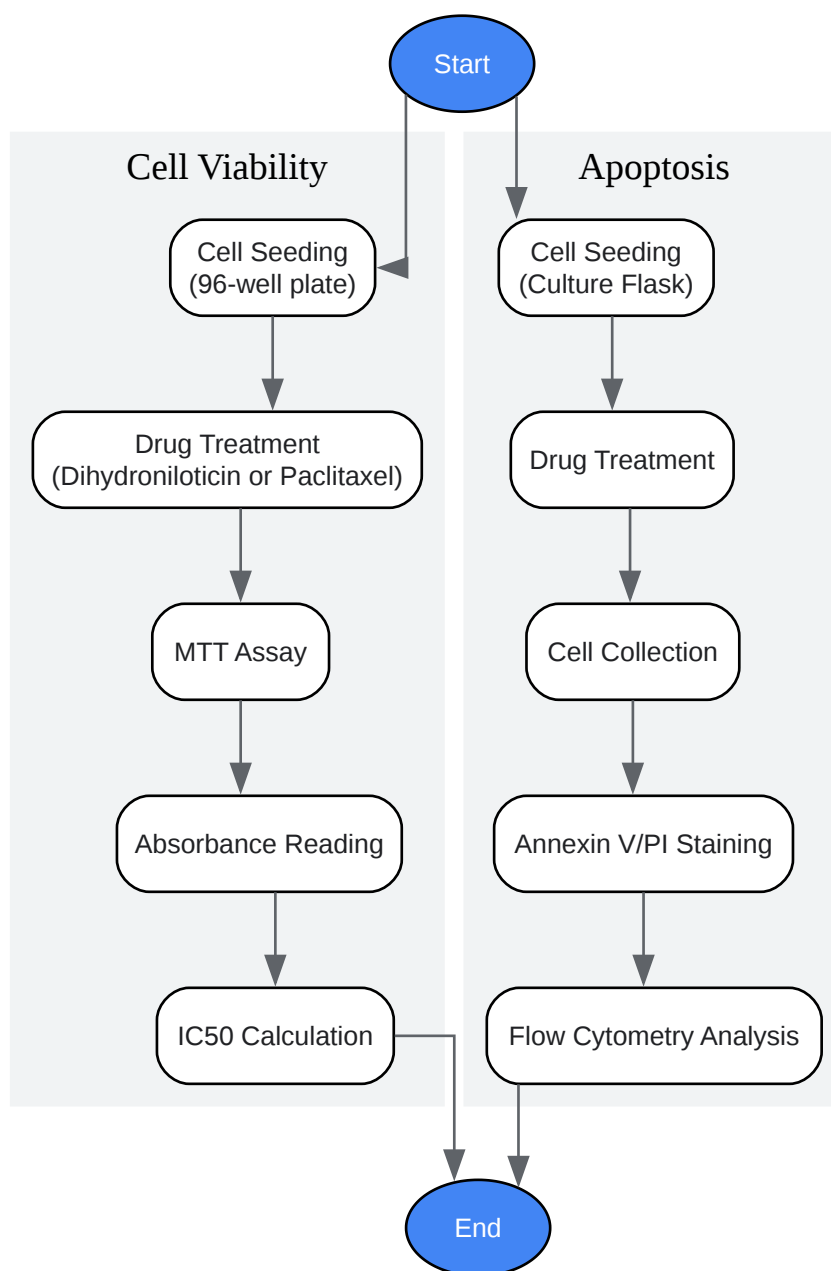 Start
Cell Viability
Cell Seeding
(96-well plate)
Drug Treatment
(Dihydroniloticin or Paclitaxel)
MTT Assay
Absorbance Reading
IC50 Calculation
Apoptosis
Cell Seeding
(Culture Flask)
Drug Treatment
Cell Collection
Annexin V/PI Staining
Flow Cytometry Analysis
End